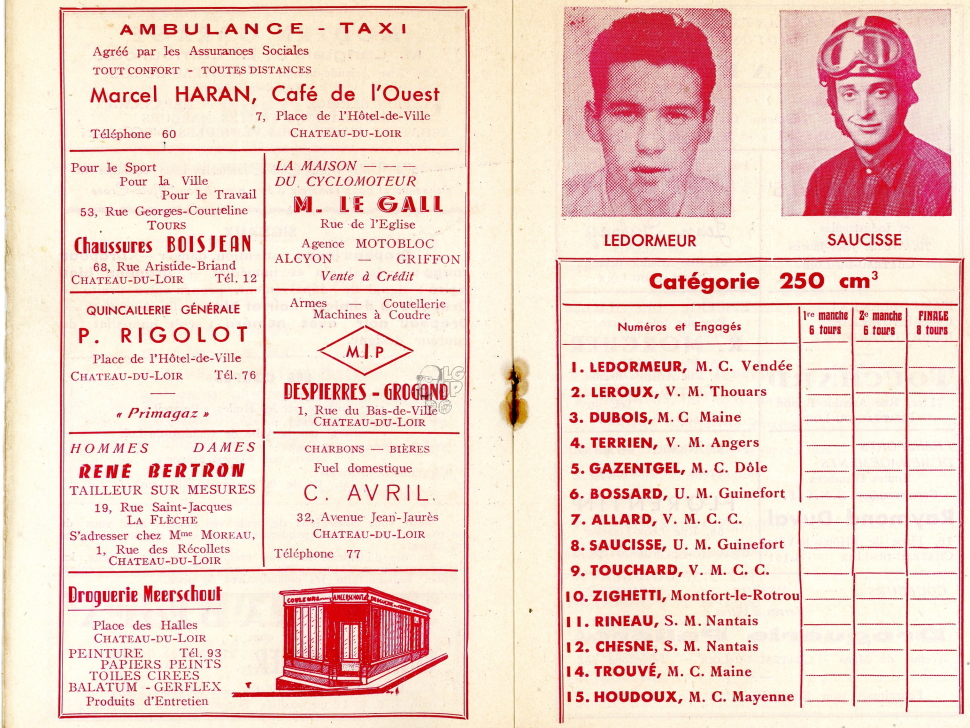 AMBULANCE - TAXI
Agréé par les Assurances Sociales
TOUT CONFORT - TOUTES DISTANCES
Marcel HARAN, Café de l'Ouest
7, Place de l'Hôtel-de-Ville
Téléphone 60 CHATEAU-DU-LOIR
Pour le Sport
Pour la Ville
Pour le Travail
53, Rue Georges-Courteline
TOURS
Chaussures BOISJEAN
68, Rue Aristide-Briand
CHATEAU-DU-LOIR Tél. 12
LA MAISON — — —
DU CYCLOMOTEUR
M. LE GALL
Rue de l'Eglise
Agence MOTOBLOC
ALCYON — GRIFFON
Vente à Crédit
QUINCAILLERIE GÉNÉRALE
P. RIGOLOT
Place de l'Hôtel-de-Ville
CHATEAU-DU-LOIR Tél. 76
« Primagaz »
Armes — Coutellerie
Machines à Coudre
M.I.P
DESPIERRES - GROGAND
1, Rue du Bas-de-Ville
CHATEAU-DU-LOIR
HOMMES DAMES
RENÉ BERTRON
TAILLEUR SUR MESURES
19, Rue Saint-Jacques
LA FLÈCHE
S'adresser chez Mme MOREAU,
1, Rue des Récollets
CHATEAU-DU-LOIR
CHARBONS — BIÈRES
Fuel domestique
C. AVRIL
32, Avenue Jean-Jaurès
CHATEAU-DU-LOIR
Téléphone 77
Droguerie Meerschout
Place des Halles
CHATEAU-DU-LOIR
PEINTURE Tél. 93
PAPIERS PEINTS
TOILES CIREES
BALATUM - GERFLEX
Produits d'Entretien
COULEURS
LEDORMEUR
SAUCISSE
Catégorie 250 cm³
Numéros et Engagés
1re manche
6 tours
2e manche
6 tours
FINALE
8 tours
1. LEDORMEUR, M. C. Vendée
2. LEROUX, V. M. Thouars
3. DUBOIS, M. C Maine
4. TERRIEN, V. M. Angers
5. GAZENTGEL, M. C. Dôle
6. BOSSARD, U. M. Guinefort
7. ALLARD, V. M. C. C.
8. SAUCISSE, U. M. Guinefort
9. TOUCHARD, V. M. C. C.
10. ZIGHETTI, Montfort-le-Rotrou
11. RINEAU, S. M. Nantais
12. CHESNE, S. M. Nantais
14. TROUVÉ, M. C. Maine
15. HOUDOUX, M. C. Mayenne